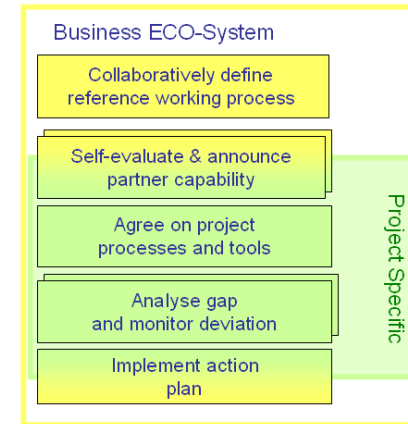 Business ECO-System
Collaboratively define
reference working process
Self-evaluate & announce
partner capability
Agree on project
processes and tools
Analyse gap
and monitor deviation
Implement action
plan
Project Specific